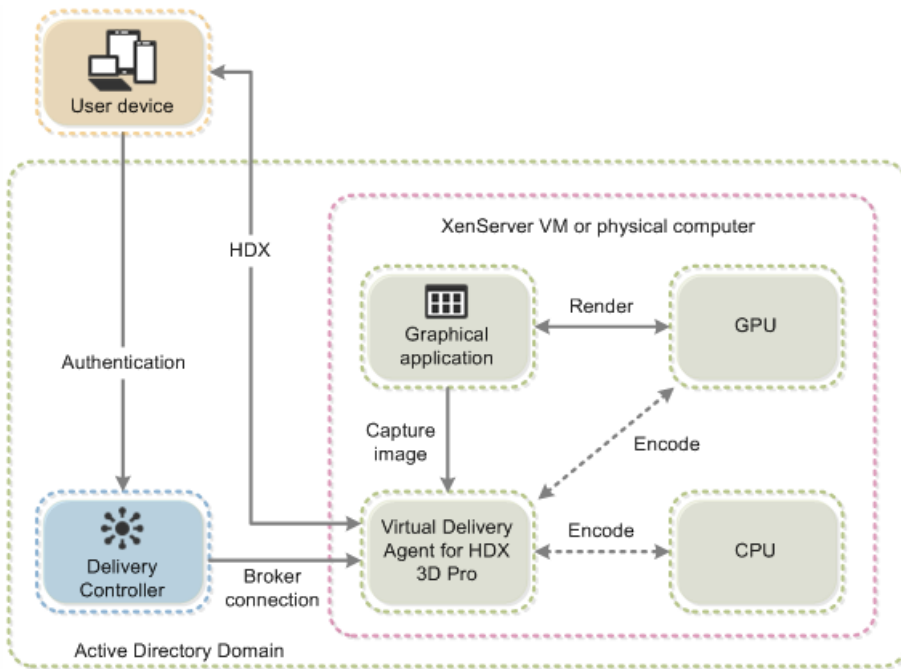 User device
XenServer VM or physical computer
HDX
Graphical
application
Render
GPU
Authentication
Capture
image
Encode
Delivery
Controller
Broker
connection
Virtual Delivery
Agent for HDX
3D Pro
Encode
CPU
Active Directory Domain